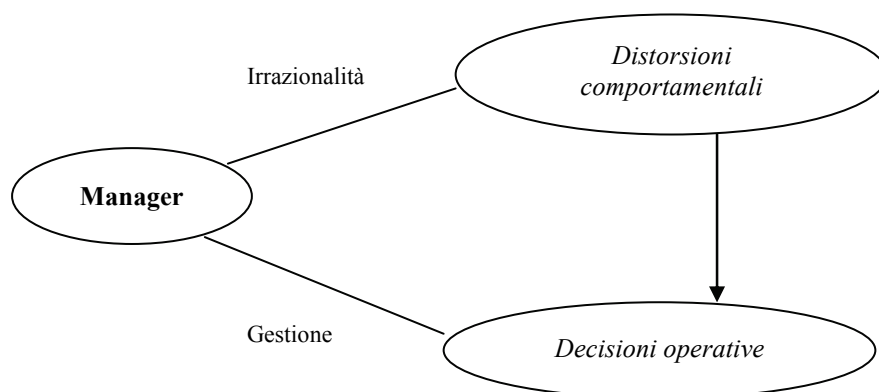 Distorsioni
comportamentali
Irrazionalità
Manager
Gestione
Decisioni operative